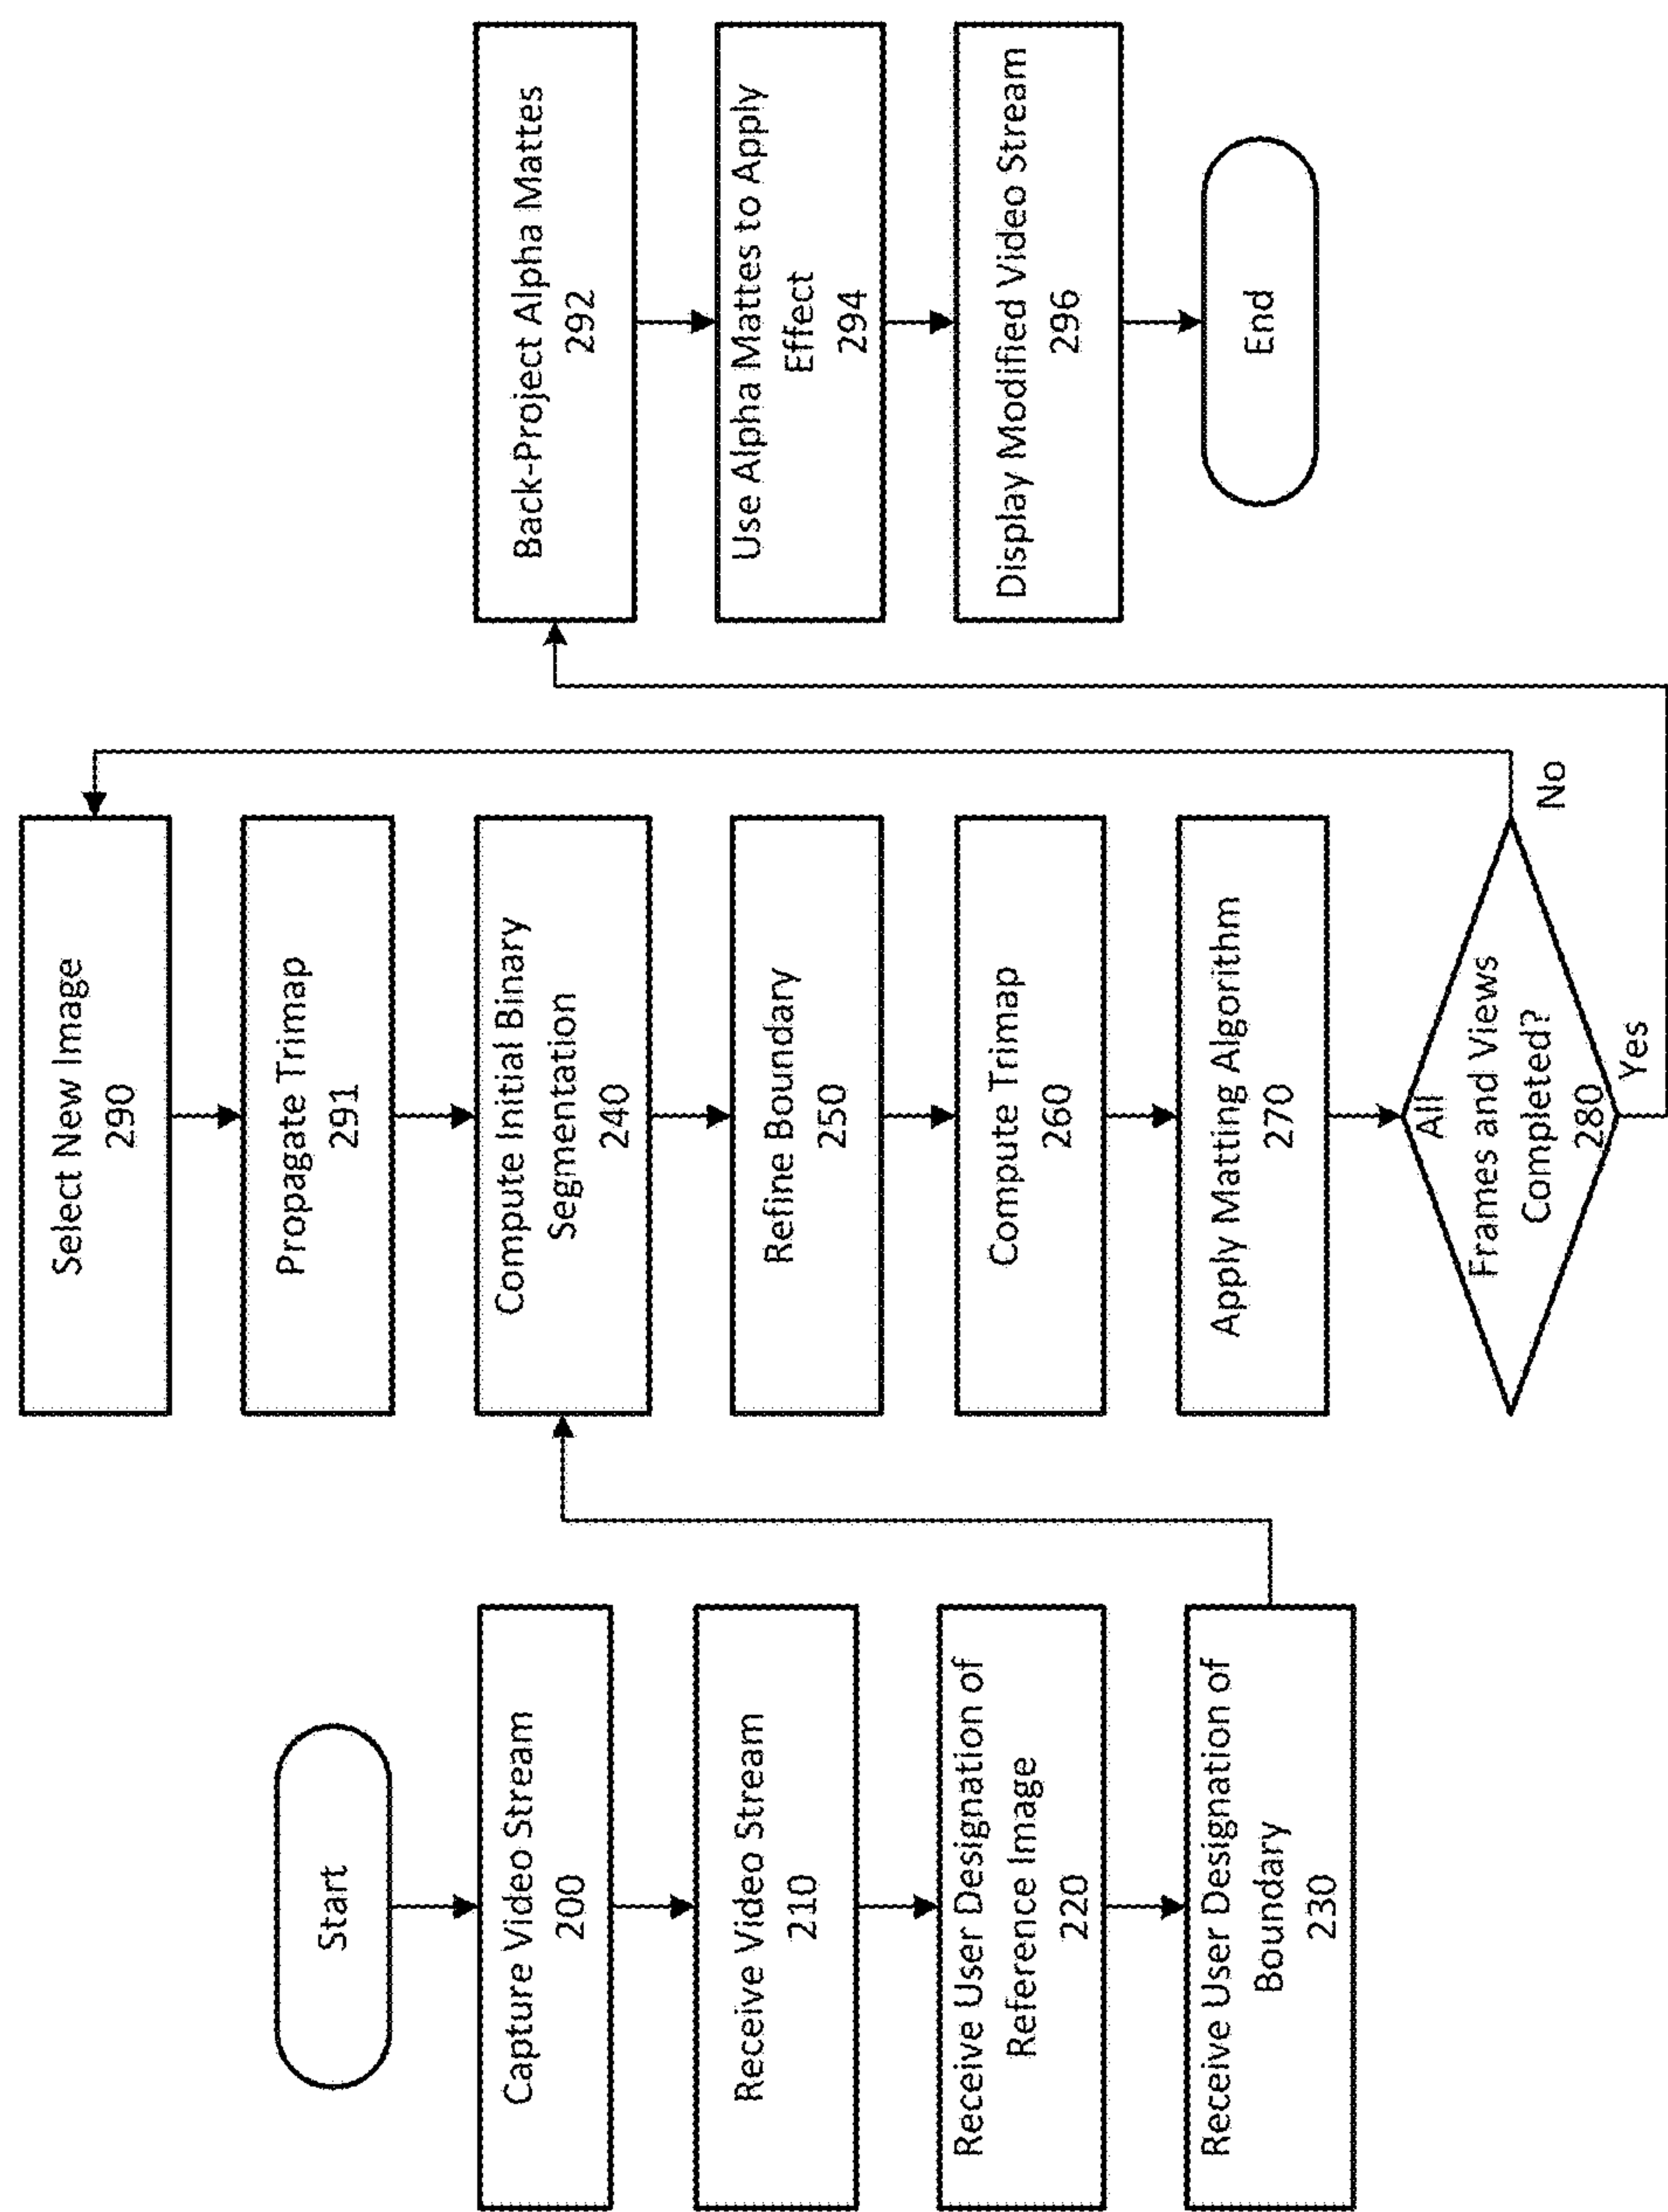 Start
Capture Video Stream
200
Receive Video Stream
210
Receive User Designation of
Reference Image
220
Receive User Designation of
Boundary
230
Select New Image
290
Propagate Trimap
291
Compute Initial Binary
Segmentation
240
Refine Boundary
250
Compute Trimap
260
Apply Matting Algorithm
270
All
Frames and Views
Completed?
280
No
Yes
Back-Project Alpha Mattes
292
Use Alpha Mattes to Apply
Effect
294
Display Modified Video Stream
296
End